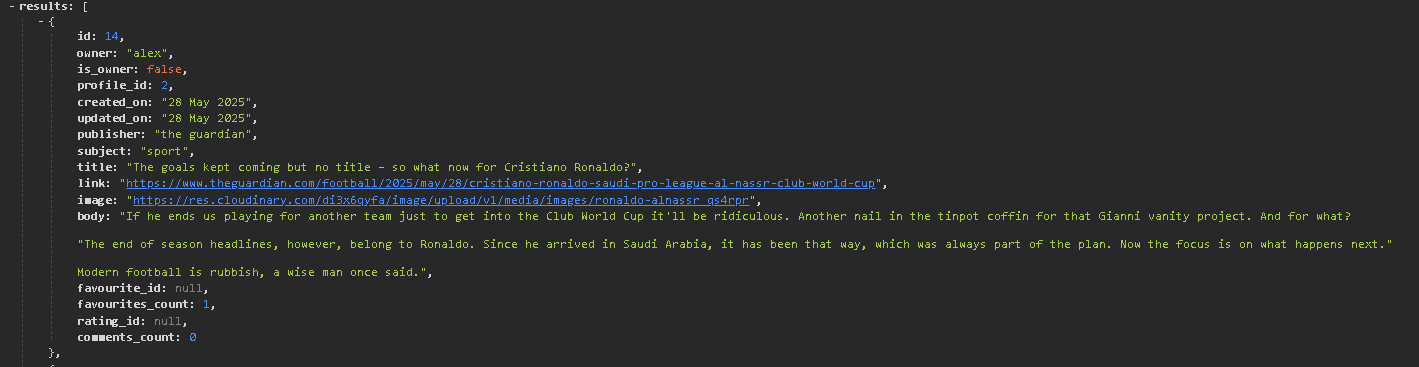 - results: [
- {
id: 14,
owner: "alex",
is_owner: false,
profile_id: 2,
created_on: "28 May 2025",
updated_on: "28 May 2025",
publisher: "the guardian",
subject: "sport",
title: "The goals kept coming but no title – so what now for Cristiano Ronaldo?",
link: "https://www.theguardian.com/football/2025/may/28/cristiano-ronaldo-saudi-pro-league-al-nassr-club-world-cup",
image: "https://res.cloudinary.com/di3x6qyfa/image/upload/v1/media/images/ronaldo-alnassr_qs4rpr",
body: "If he ends us playing for another team just to get into the Club World Cup it'll be ridiculous. Another nail in the tinpot coffin for that Gianni vanity project. And for what?
"The end of season headlines, however, belong to Ronaldo. Since he arrived in Saudi Arabia, it has been that way, which was always part of the plan. Now the focus is on what happens next."
Modern football is rubbish, a wise man once said.",
favourite_id: null,
favourites_count: 1,
rating_id: null,
comments_count: 0
},